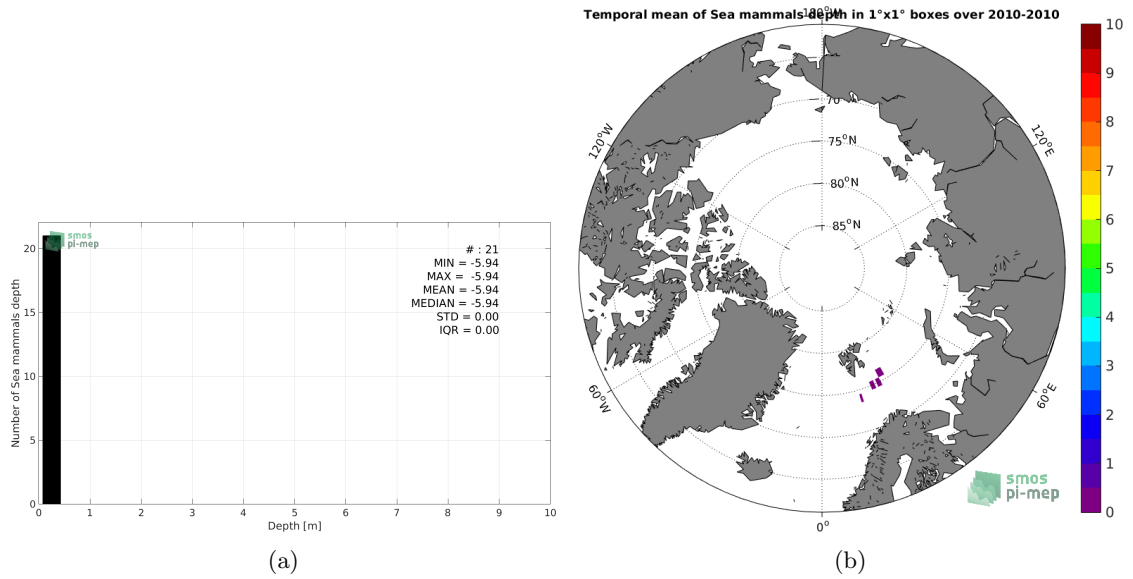 Temporal mean of Sea mammals depth in 1°x1° boxes over 2010-2010
180°W
120°W
120°E
60°W
60°E
0°
70°N
75°N
80°N
85°N
10
9
8
7
6
5
4
3
2
1
0
smos
pi-mep
Number of Sea mammals depth
20
15
10
5
0
smos
pi-mep
# : 21
MIN = -5.94
MAX = -5.94
MEAN = -5.94
MEDIAN = -5.94
STD = 0.00
IQR = 0.00
0 1 2 3 4 5 6 7 8 9 10
Depth [m]
(a)
(b)